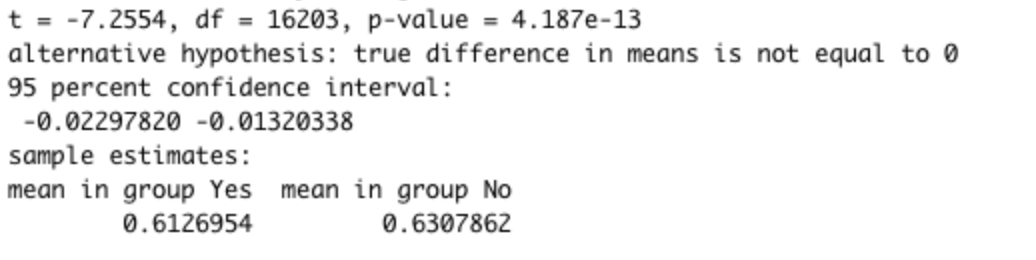 t = -7.2554, df = 16203, p-value = 4.187e-13
alternative hypothesis: true difference in means is not equal to 0
95 percent confidence interval:
-0.02297820 -0.01320338
sample estimates:
mean in group Yes mean in group No
0.6126954 0.6307862